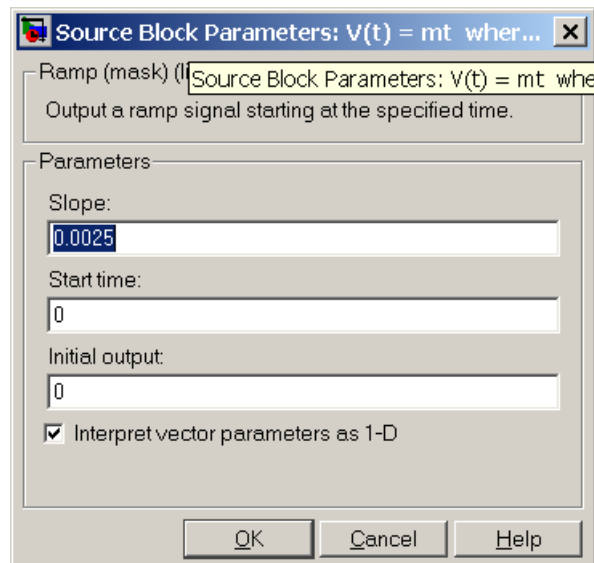 Source Block Parameters: V(t) = mt wher...
Ramp (mask) (li
Source Block Parameters: V(t) = mt whe
Output a ramp signal starting at the specified time.
Parameters
Slope:
0.0025
Start time:
0
Initial output:
0
Interpret vector parameters as 1-D
OK Cancel Help